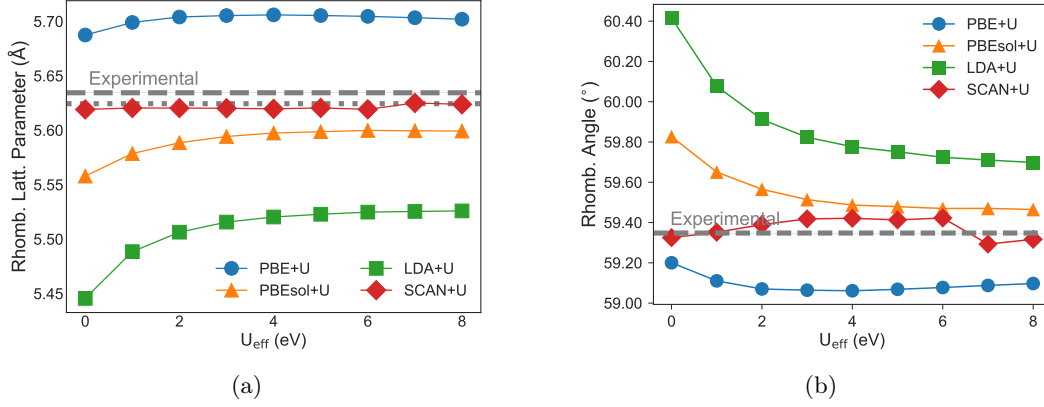 5.70
5.65
5.60
5.55
5.50
5.45
Rhomb. Latt. Parameter (Å)
Experimental
PBE+U
PBEsol+U
LDA+U
SCAN+U
0 2 4 6 8
U_eff (eV)
(a)
60.40
60.20
60.00
59.80
59.60
59.40
59.20
59.00
Rhomb. Angle (°)
Experimental
PBE+U
PBEsol+U
LDA+U
SCAN+U
0 2 4 6 8
U_eff (eV)
(b)